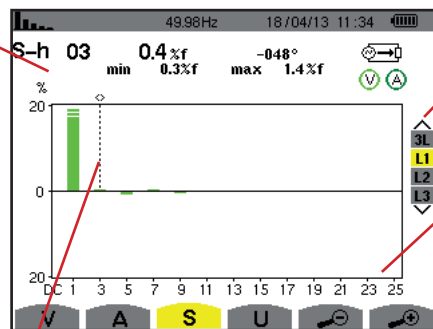 49.98Hz 18/04/13 11:34
S-h 03 0.4 %f -048°
min 0.3%f max 1.4%f
V A
%
20
0
20
3L
L1
L2
L3
DC 1 3 5 7 9 11 13 15 17 19 21 23 25
V A S U